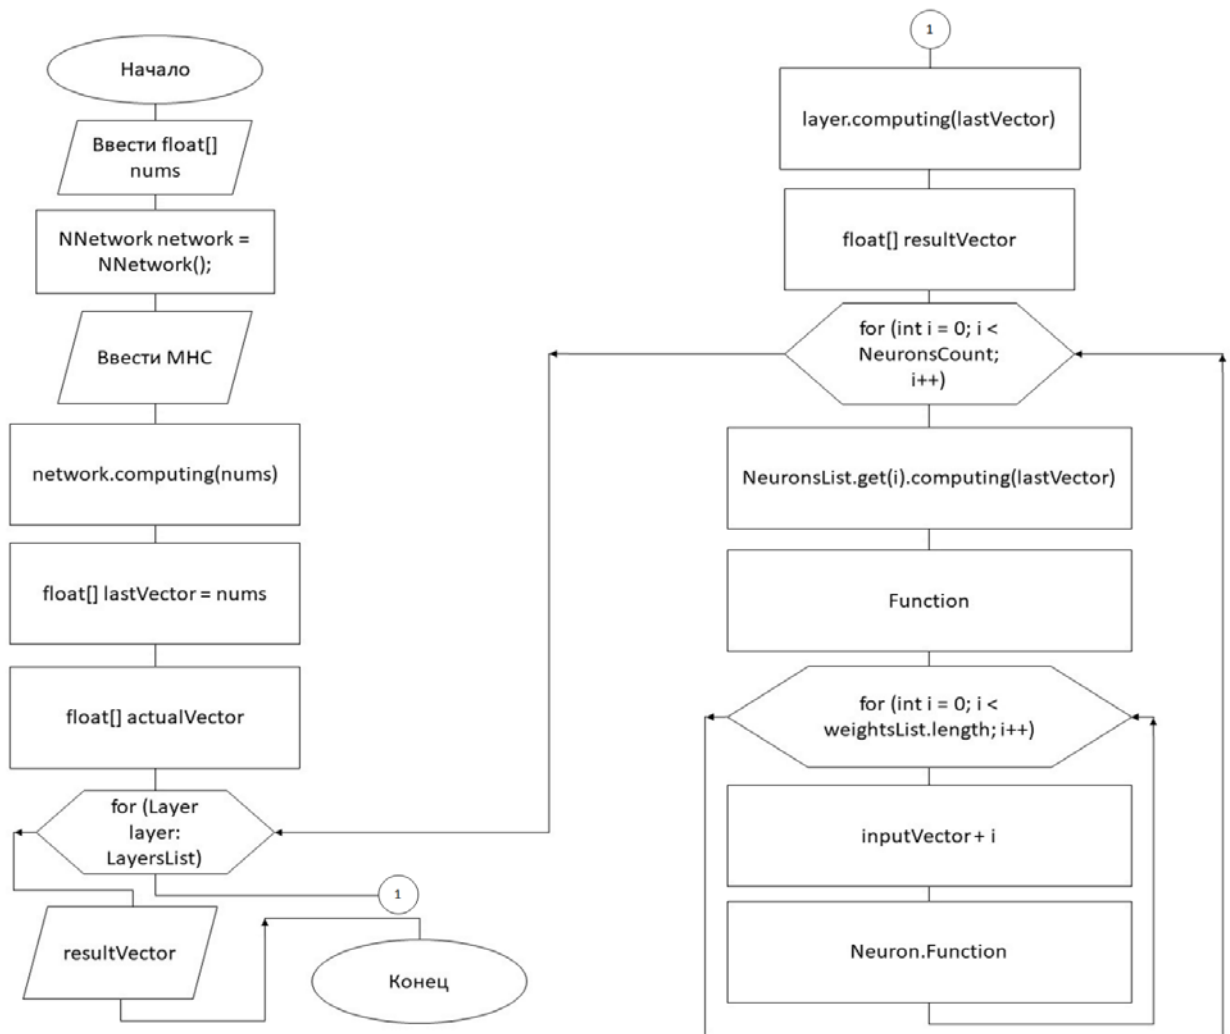 Начало
Ввести float[]
nums
NNetwork network =
NNetwork();
Ввести МНС
network.computing(nums)
float[] lastVector = nums
float[] actualVector
for (Layer
layer:
LayersList)
1
resultVector
Конец
1
layer.computing(lastVector)
float[] resultVector
for (int i = 0; i <
NeuronsCount;
i++)
NeuronsList.get(i).computing(lastVector)
Function
for (int i = 0; i <
weightsList.length; i++)
inputVector+ i
Neuron.Function